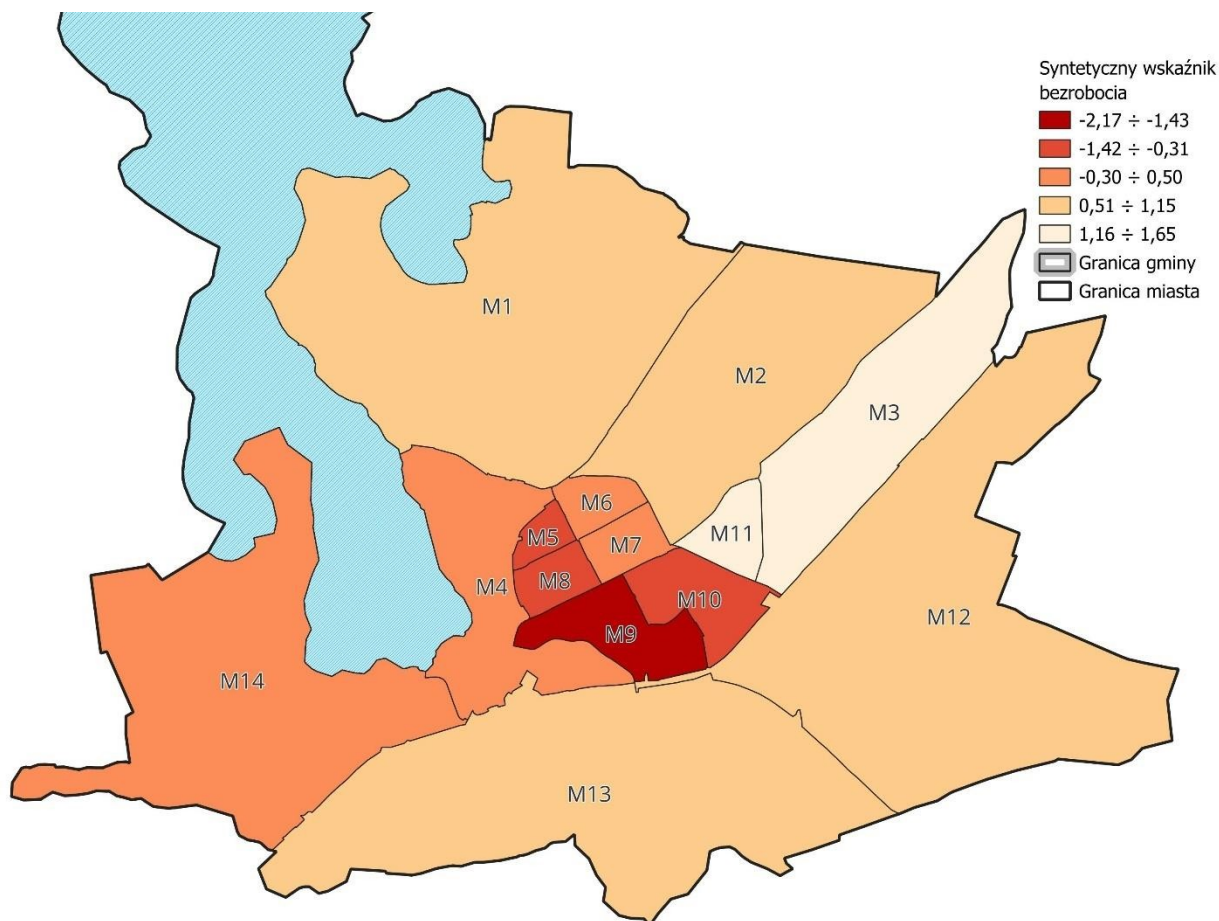 Syntetyczny wskaźnik
bezrobocia
-2,17 ÷ -1,43
-1,42 ÷ -0,31
-0,30 ÷ 0,50
0,51 ÷ 1,15
1,16 ÷ 1,65
Granica gminy
Granica miasta
M1
M2
M3
M6
M5
M7
M11
M8
M4
M10
M9
M12
M14
M13